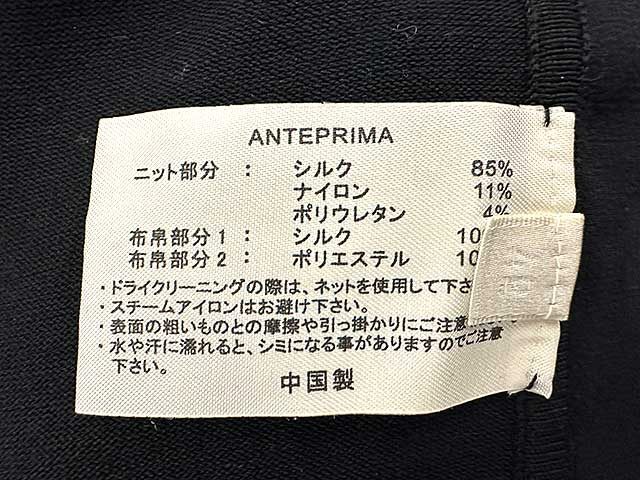 ANTEPRIMA
ニット部分 : シルク 85%
ナイロン 11%
ポリウレタン 4%
布帛部分1 : シルク 10
布帛部分2 : ポリエステル 10
・ドライクリーニングの際は、ネットを使用して下さ
・スチームアイロンはお避け下さい。
・表面の粗いものとの摩擦や引っ掛かりにご注意
・水や汗に濡れると、シミになる事がありますのでご注意
下さい。
中国製